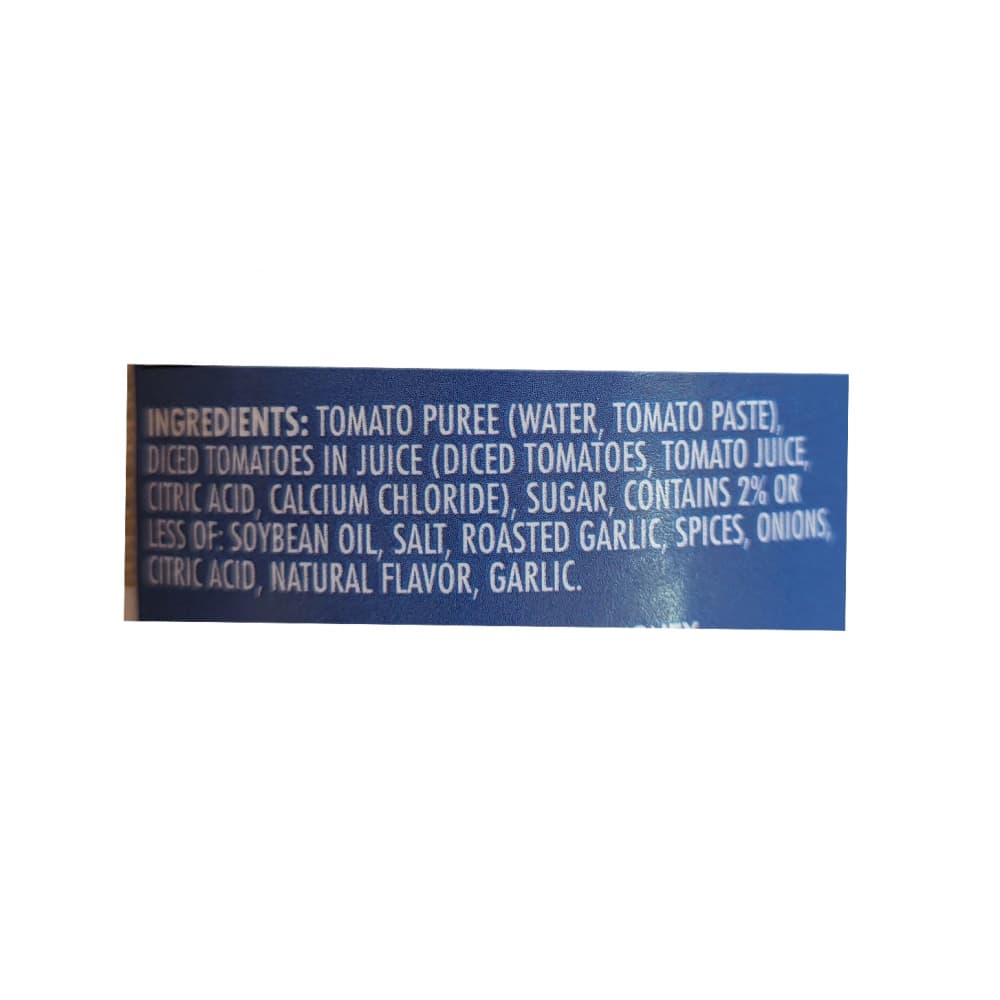 INGREDIENTS: TOMATO PUREE (WATER, TOMATO PASTE),
DICED TOMATOES IN JUICE (DICED TOMATOES, TOMATO JUICE,
CITRIC ACID, CALCIUM CHLORIDE), SUGAR, CONTAINS 2% OR
LESS OF: SOYBEAN OIL, SALT, ROASTED GARLIC, SPICES, ONIONS,
CITRIC ACID, NATURAL FLAVOR, GARLIC.